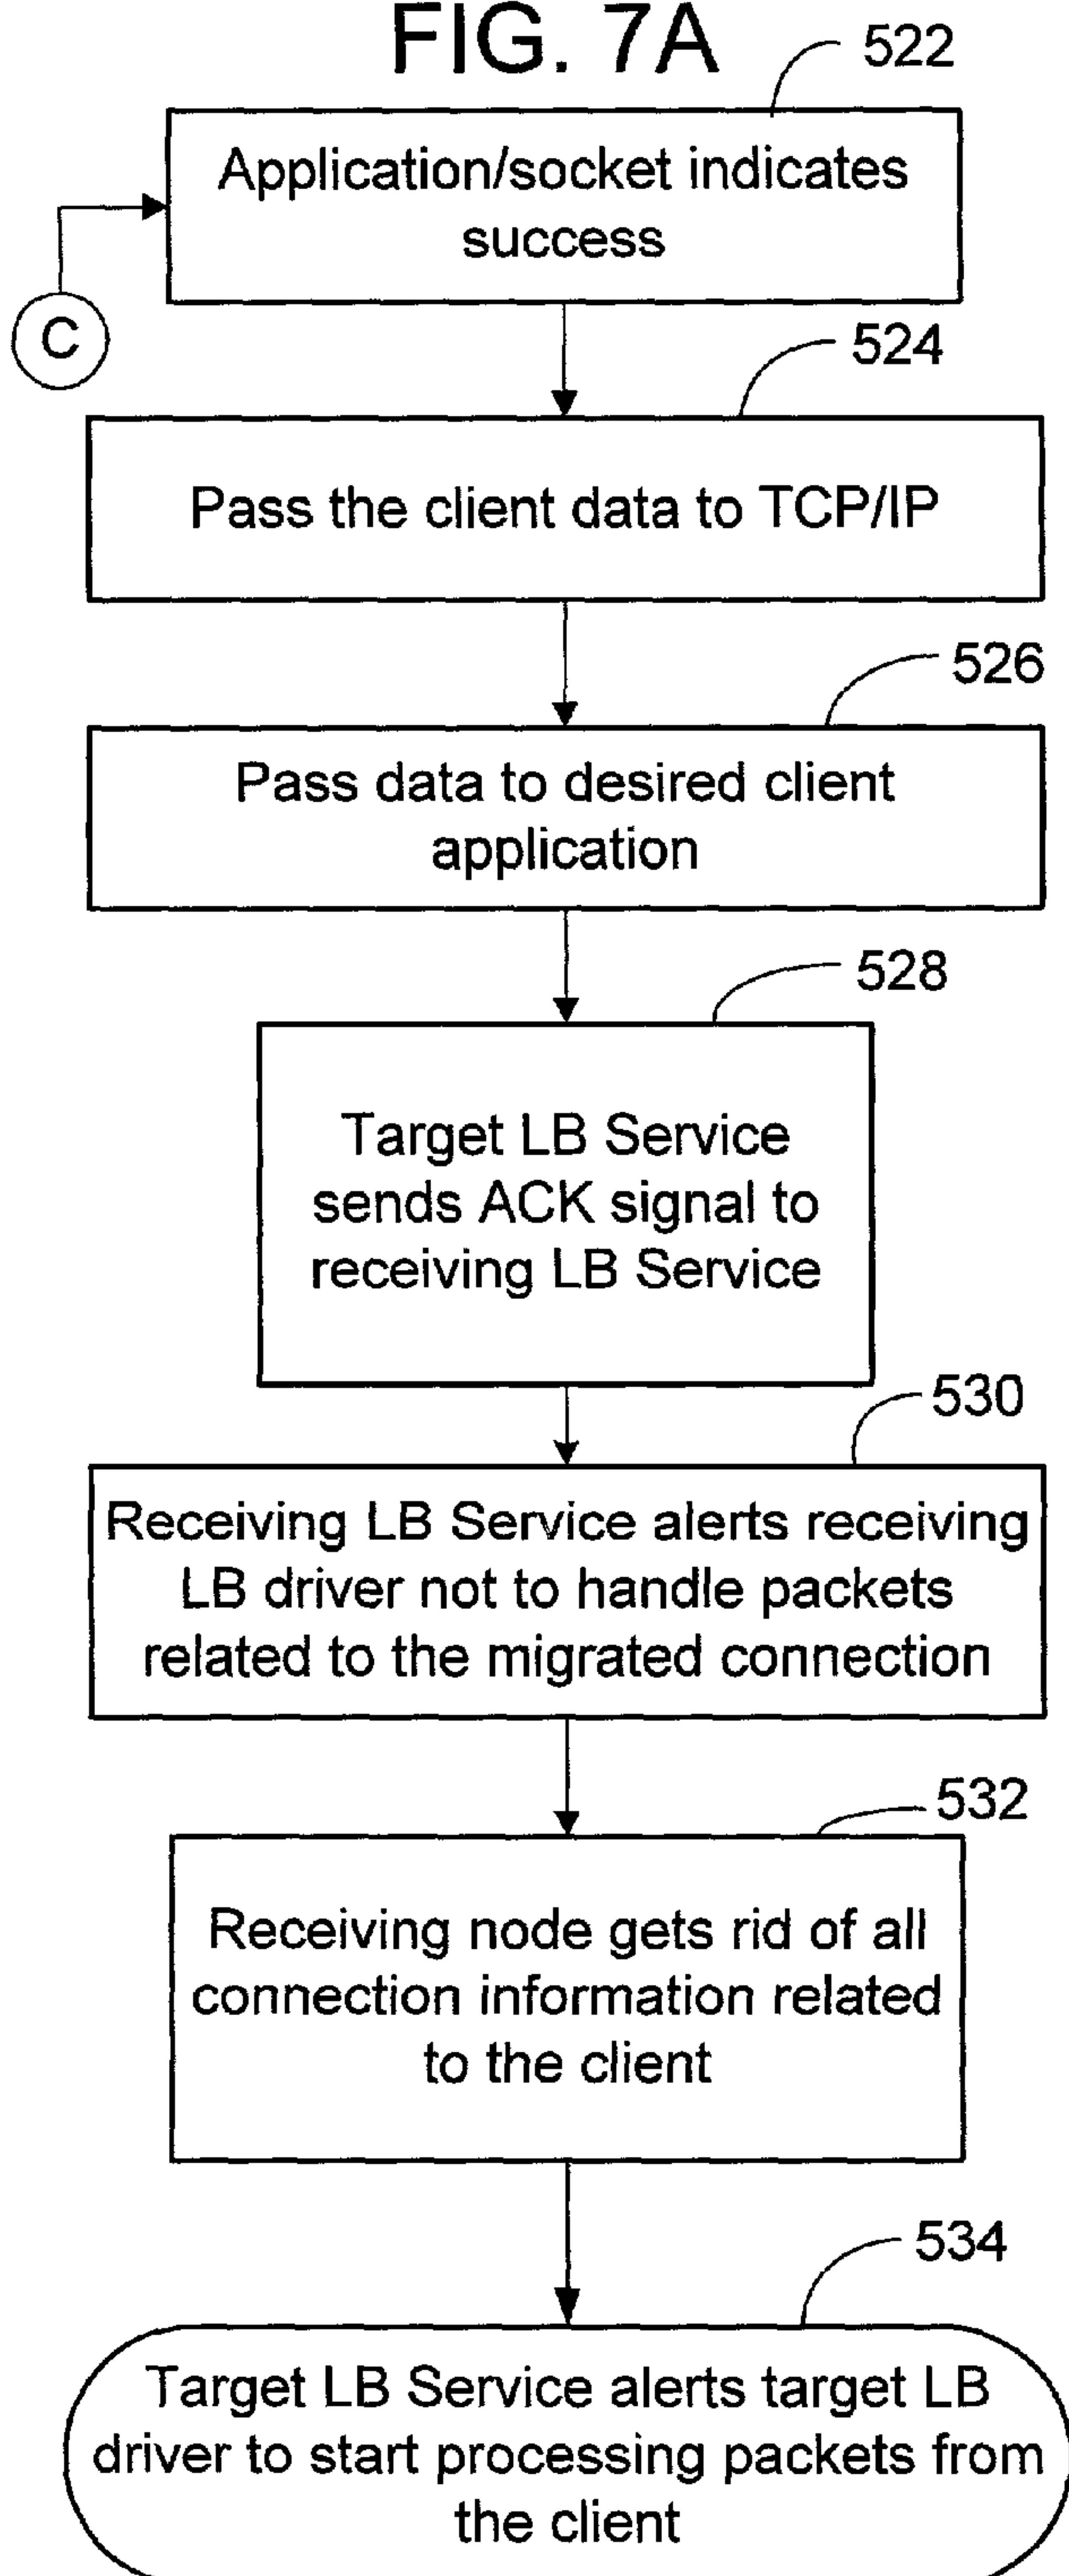 FIG. 7A
522
Application/socket indicates
success
C
524
Pass the client data to TCP/IP
526
Pass data to desired client
application
528
Target LB Service
sends ACK signal to
receiving LB Service
530
Receiving LB Service alerts receiving
LB driver not to handle packets
related to the migrated connection
532
Receiving node gets rid of all
connection information related
to the client
534
Target LB Service alerts target LB
driver to start processing packets from
the client